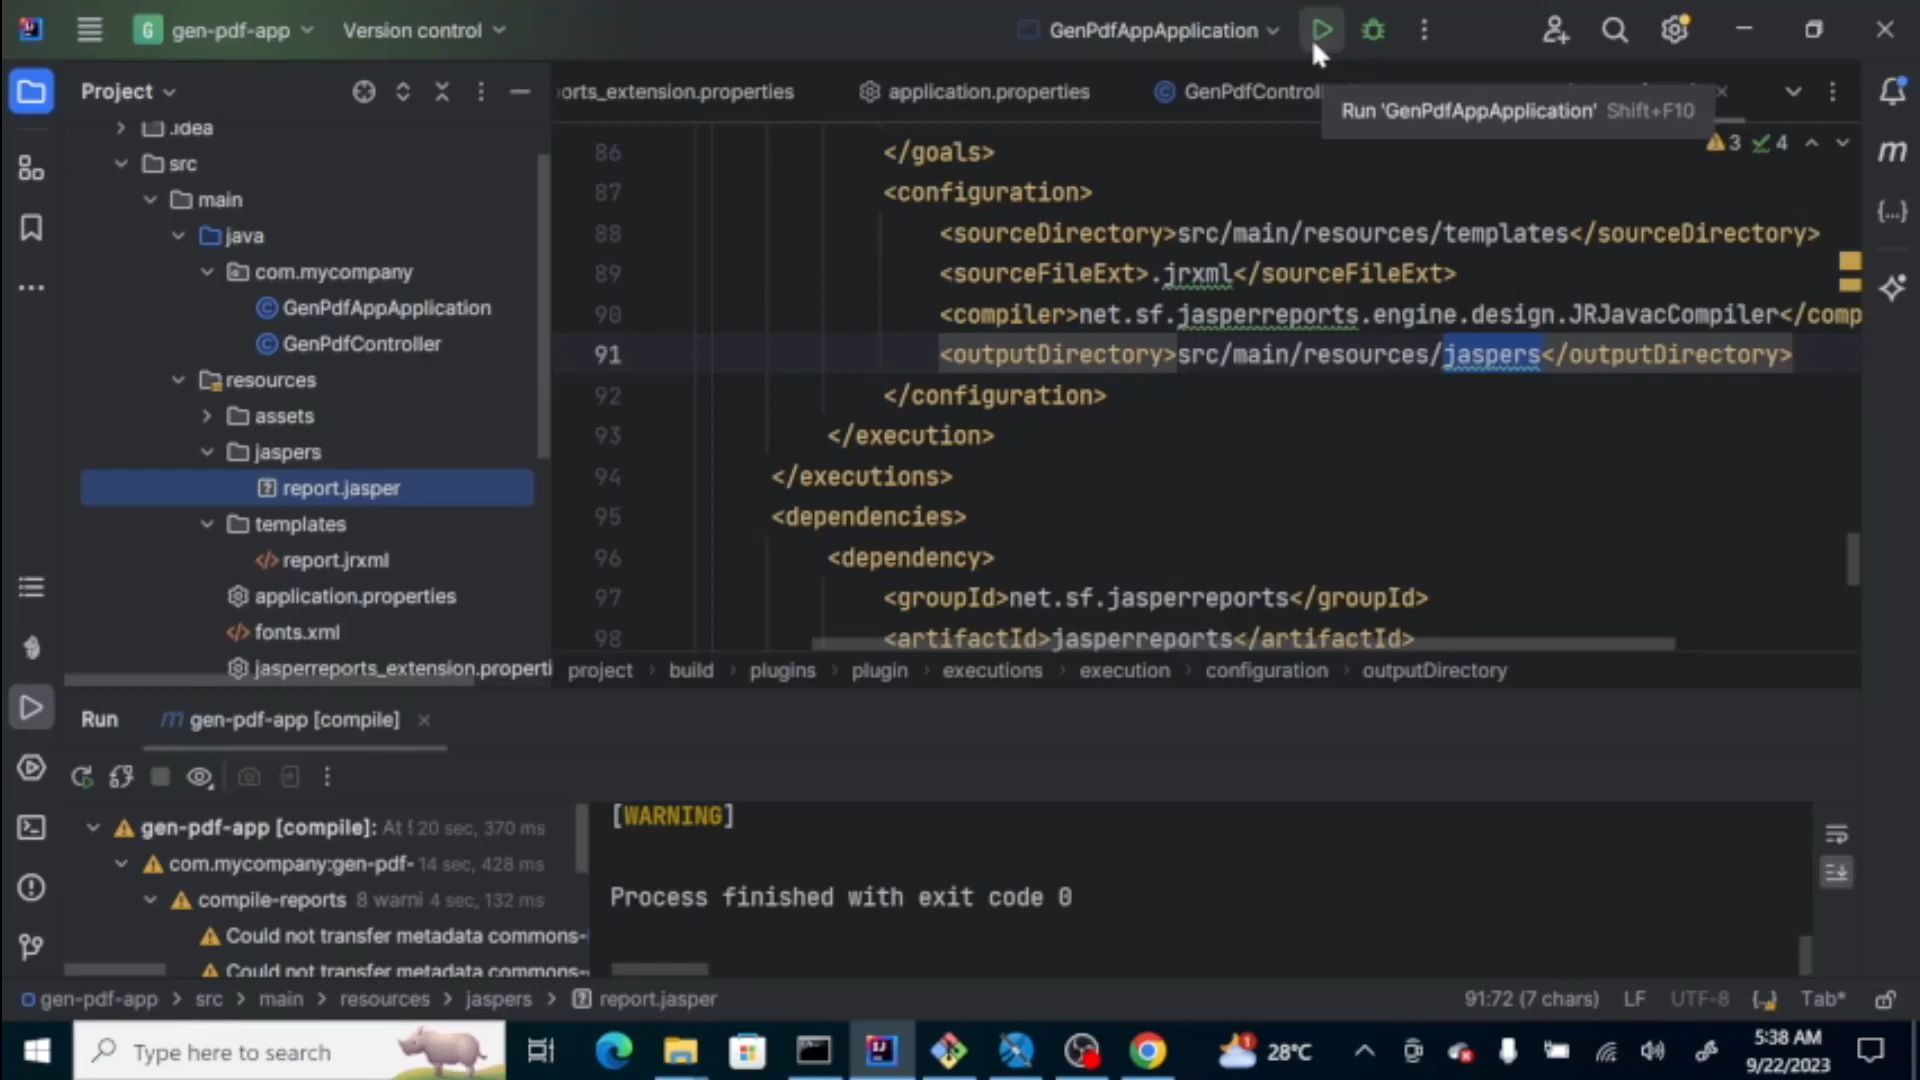 G gen-pdf-app
Version control
GenPdfAppApplication
Project
orts_extension.properties
application.properties
GenPdfControl
Run 'GenPdfAppApplication' Shift+F10
3 4
.idea
src
main
java
com.mycompany
GenPdfAppApplication
GenPdfController
resources
assets
jaspers
report.jasper
templates
report.jrxml
application.properties
fonts.xml
jasperreports_extension.properti
86 </goals>
87 <configuration>
88 <sourceDirectory>src/main/resources/templates</sourceDirectory>
89 <sourceFileExt>.jrxml</sourceFileExt>
90 <compiler>net.sf.jasperreports.engine.design.JRJavacCompiler</comp
91 <outputDirectory>src/main/resources/jaspers</outputDirectory>
92 </configuration>
93 </execution>
94 </executions>
95 <dependencies>
96 <dependency>
97 <groupId>net.sf.jasperreports</groupId>
98 <artifactId>jasperreports</artifactId>
project > build > plugins > plugin > executions > execution > configuration > outputDirectory
Run
gen-pdf-app [compile]
gen-pdf-app [compile]: At 20 sec, 370 ms
com.mycompany:gen-pdf- 14 sec, 428 ms
compile-reports 8 warni 4 sec, 132 ms
Could not transfer metadata commons-
Could not transfer metadata commons-
[WARNING]
Process finished with exit code 0
gen-pdf-app > src > main > resources > jaspers > report.jasper
91:72 (7 chars) LF UTF-8 Tab*
Type here to search
28°C
5:38 AM
9/22/2023